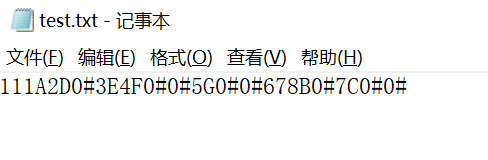 test.txt - 记事本
文件(F) 编辑(E) 格式(O) 查看(V) 帮助(H)
111A2D0#3E4F0#0#5G0#0#678B0#7C0#0#